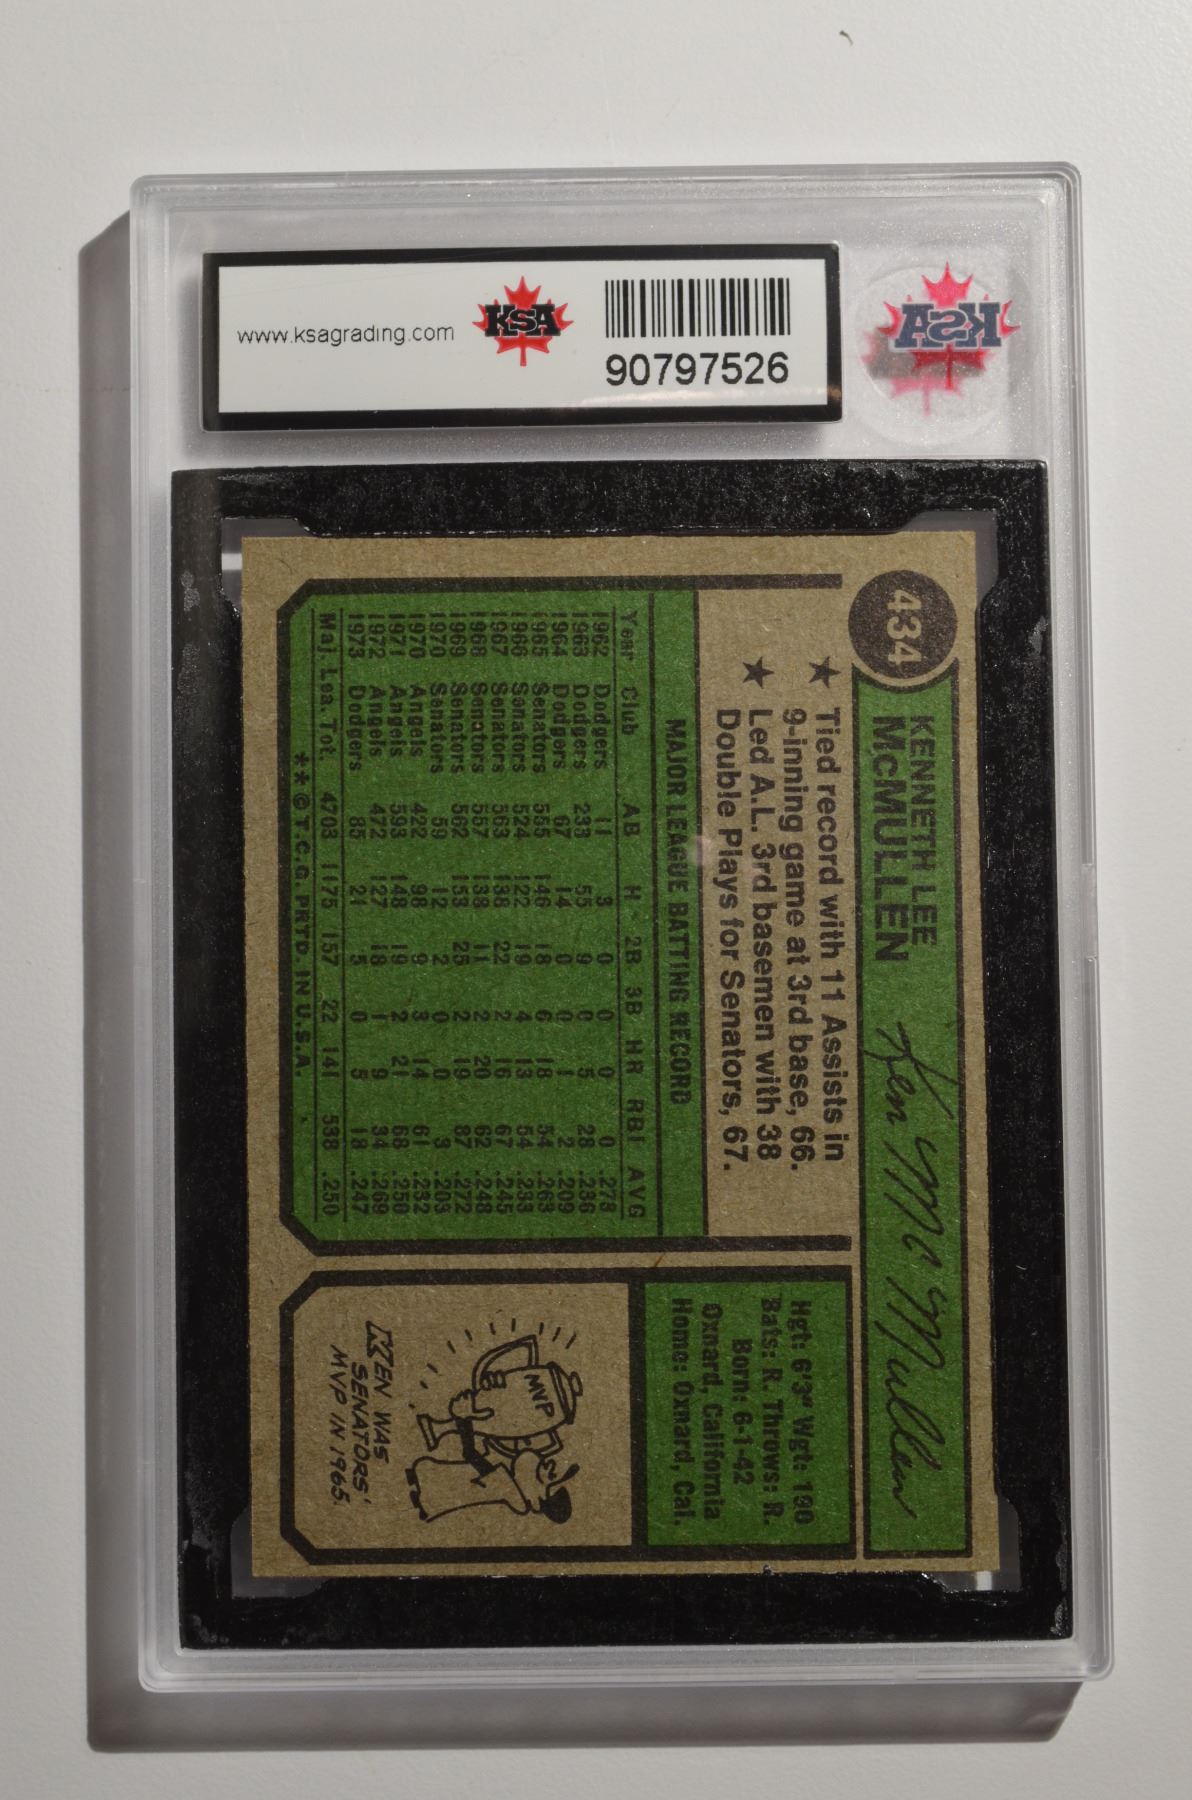 www.ksagrading.com
KSA
90797526
KSA
434
KENNETH LEE
McMULLEN
Ken McMullen
★ Tied record with 11 Assists in
9-inning game at 3rd base, 66.
★ Led A.L. 3rd basemen with 38
Double Plays for Senators, 67.
MAJOR LEAGUE BATTING RECORD
Year Club AB H 2B 3B HR RBI AVG
1962 Dodgers 11 3 0 0 0 0 .273
1963 Dodgers 233 55 9 0 5 28 .236
1964 Dodgers 67 14 0 0 1 2 .209
1965 Senators 555 146 18 6 18 54 .263
1966 Senators 524 122 19 4 13 54 .233
1967 Senators 563 138 22 2 16 67 .245
1968 Senators 557 138 11 2 20 62 .248
1969 Senators 562 153 25 2 19 87 .272
1970 Senators 59 12 2 0 0 3 .203
1970 Angels 422 98 9 3 14 61 .232
1971 Angels 593 148 19 2 21 68 .250
1972 Angels 472 127 18 1 9 34 .269
1973 Dodgers 85 21 5 0 5 18 .247
Maj. Lea. Tot. 4703 1175 157 22 141 538 .250
**©T.C.G. PRTD. IN U.S.A.
Hgt: 6'3" Wgt: 190
Bats: R. Throws: R.
Born: 6-1-42
Oxnard, California
Home: Oxnard, Cal.
MVP
KEN WAS
SENATORS'
MVP IN 1965.